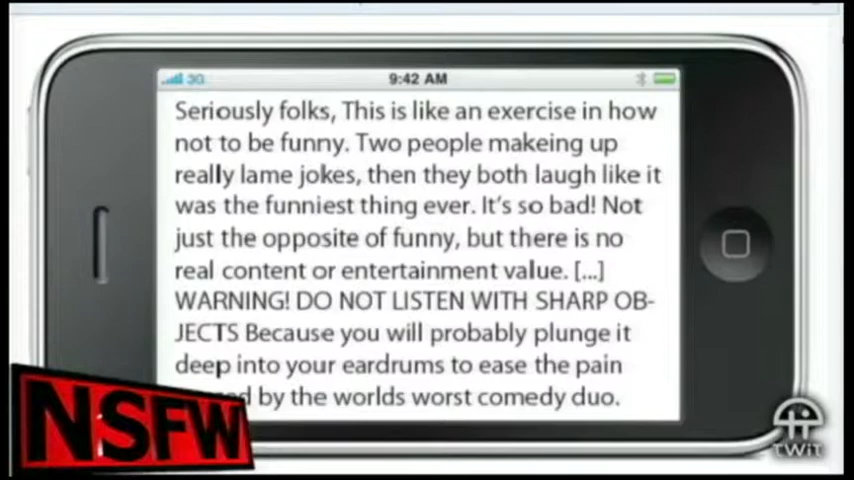 3G 9:42 AM
Seriously folks, This is like an exercise in how
not to be funny. Two people makeing up
really lame jokes, then they both laugh like it
was the funniest thing ever. It's so bad! Not
just the opposite of funny, but there is no
real content or entertainment value. [...]
WARNING! DO NOT LISTEN WITH SHARP OB-
JECTS Because you will probably plunge it
deep into your eardrums to ease the pain
by the worlds worst comedy duo.
NSFW
TWiT